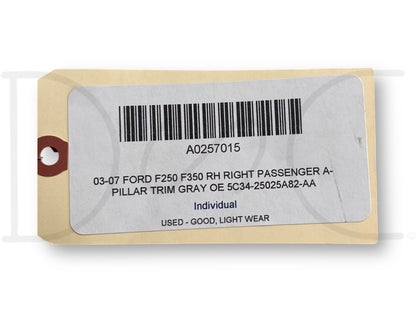 A0257015
03-07 FORD F250 F350 RH RIGHT PASSENGER A-
PILLAR TRIM GRAY OE 5C34-25025A82-AA
Individual
USED - GOOD, LIGHT WEAR